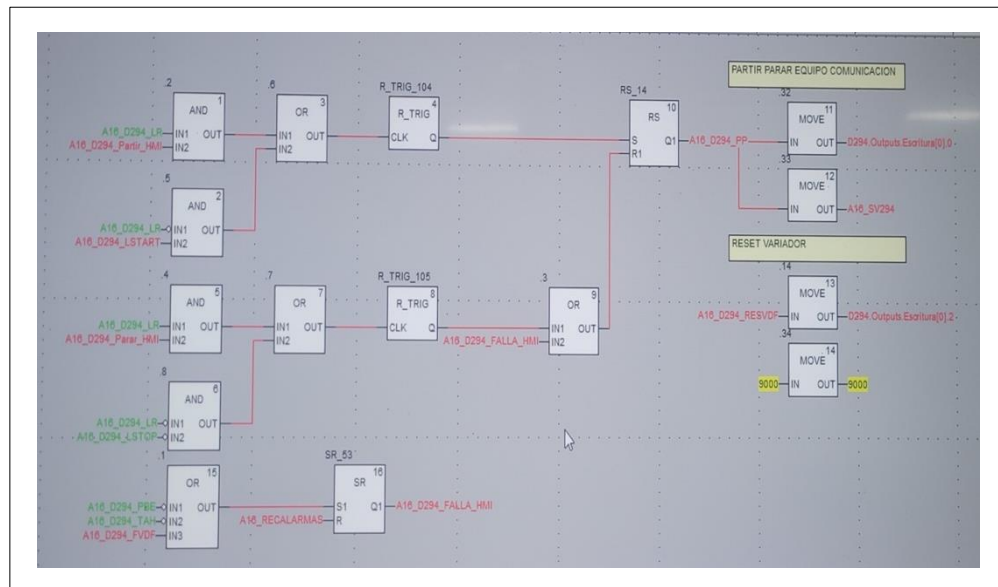 R_TRIG_104
PARTIR PARAR EQUIPO COMUNICACION
.2
.6
RS_14
.32
AND 1
OR 3
R_TRIG 4
RS 10
MOVE 11
A16_D294_LR IN1 OUT
A16_D294_Partir_HMI IN2
IN1 OUT
IN2
CLK Q
S Q1 A16_D294_PP
R1
IN OUT D294.Outputs.Escritura[0].0
.33
MOVE 12
IN OUT A16_SV294
.5
AND 2
A16_D294_LR IN1 OUT
A16_D294_LSTART IN2
RESET VARIADOR
.4
.7
R_TRIG_105
.3
.14
AND 5
OR 7
R_TRIG 8
OR 9
MOVE 13
A16_D294_LR IN1 OUT
A16_D294_Parar_HMI IN2
IN1 OUT
IN2
CLK Q
IN1 OUT
A16_D294_FALLA_HMI IN2
A16_D294_RESVDF IN OUT D294.Outputs.Escritura[0].2
.34
MOVE 14
9000 IN OUT 9000
.8
AND 6
A16_D294_LR IN1 OUT
A16_D294_LSTOP IN2
.1
SR_53
OR 15
SR 16
A16_D294_PBE IN1 OUT
A16_D294_TAH IN2
A16_D294_FVDF IN3
S1 Q1 A16_D294_FALLA_HMI
A16_RECALARMAS R